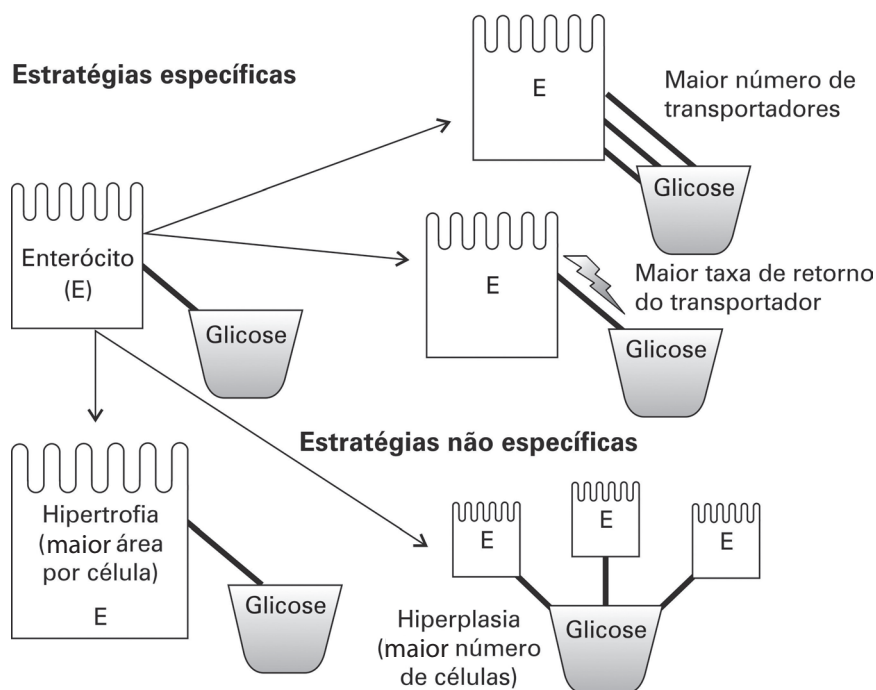 Estratégias específicas
E
Maior número de
transportadores
Glicose
Enterócito
(E)
Glicose
E
Maior taxa de retorno
do transportador
Glicose
Estratégias não específicas
Hipertrofia
(maior área
por célula)
E
Glicose
E
E
E
Hiperplasia
(maior número
de células)
Glicose